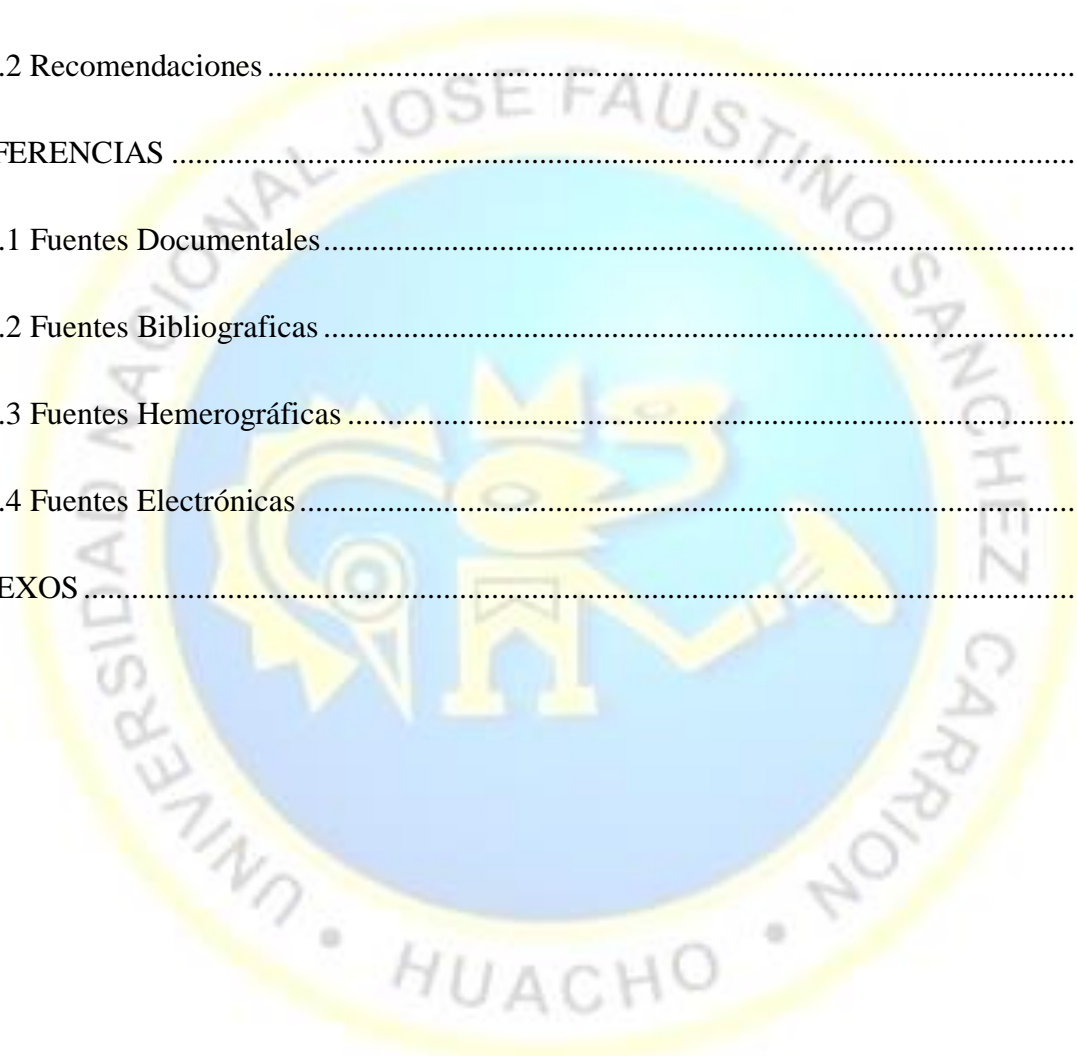 .2 Recomendaciones ................................................................................
FERENCIAS ..........................................................................................
.1 Fuentes Documentales...........................................................................
.2 Fuentes Bibliograficas...........................................................................
.3 Fuentes Hemerográficas ........................................................................
.4 Fuentes Electrónicas.............................................................................
EXOS ...................................................................................................
UNIVERSIDAD NACIONAL JOSE FAUSTINO SANCHEZ CARRION • HUACHO •